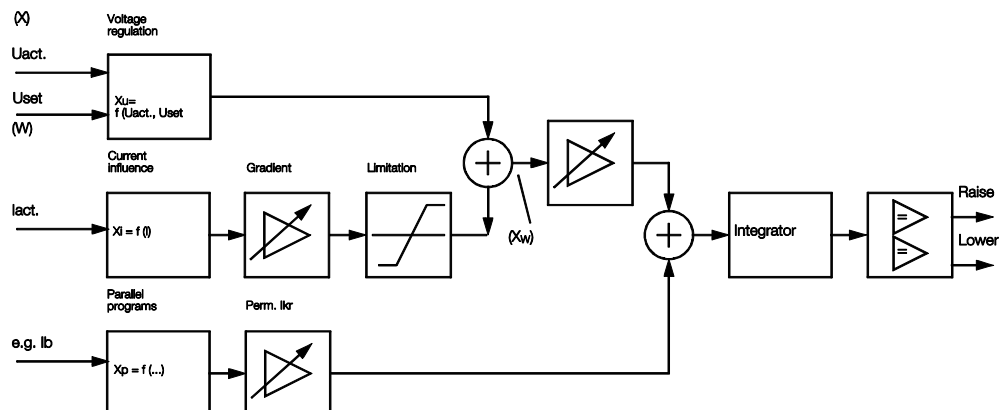 (X)
Voltage
regulation
Uact.
Uset
(W)
Xu=
f (Uact., Uset
Current
influence
Gradient
Limitation
Iact.
Xi = f (I)
(Xw)
Integrator
=
=
Raise
Lower
Parallel
programs
Perm. Ikr
e.g. Ib
Xp = f (...)